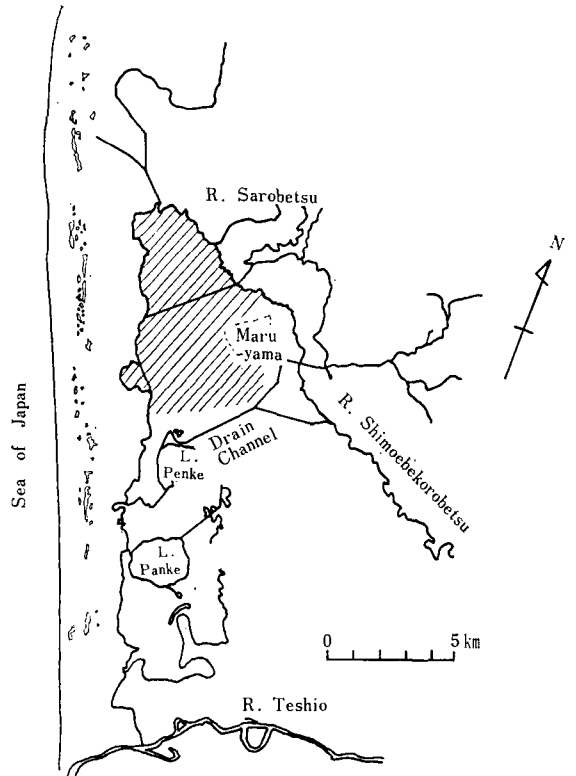 R. Sarobetsu
N
Maru
-yama
Sea of Japan
R. Shimoebekorobetsu
Drain
Channel
L.
Penke
L.
Panke
0 5 km
R. Teshio